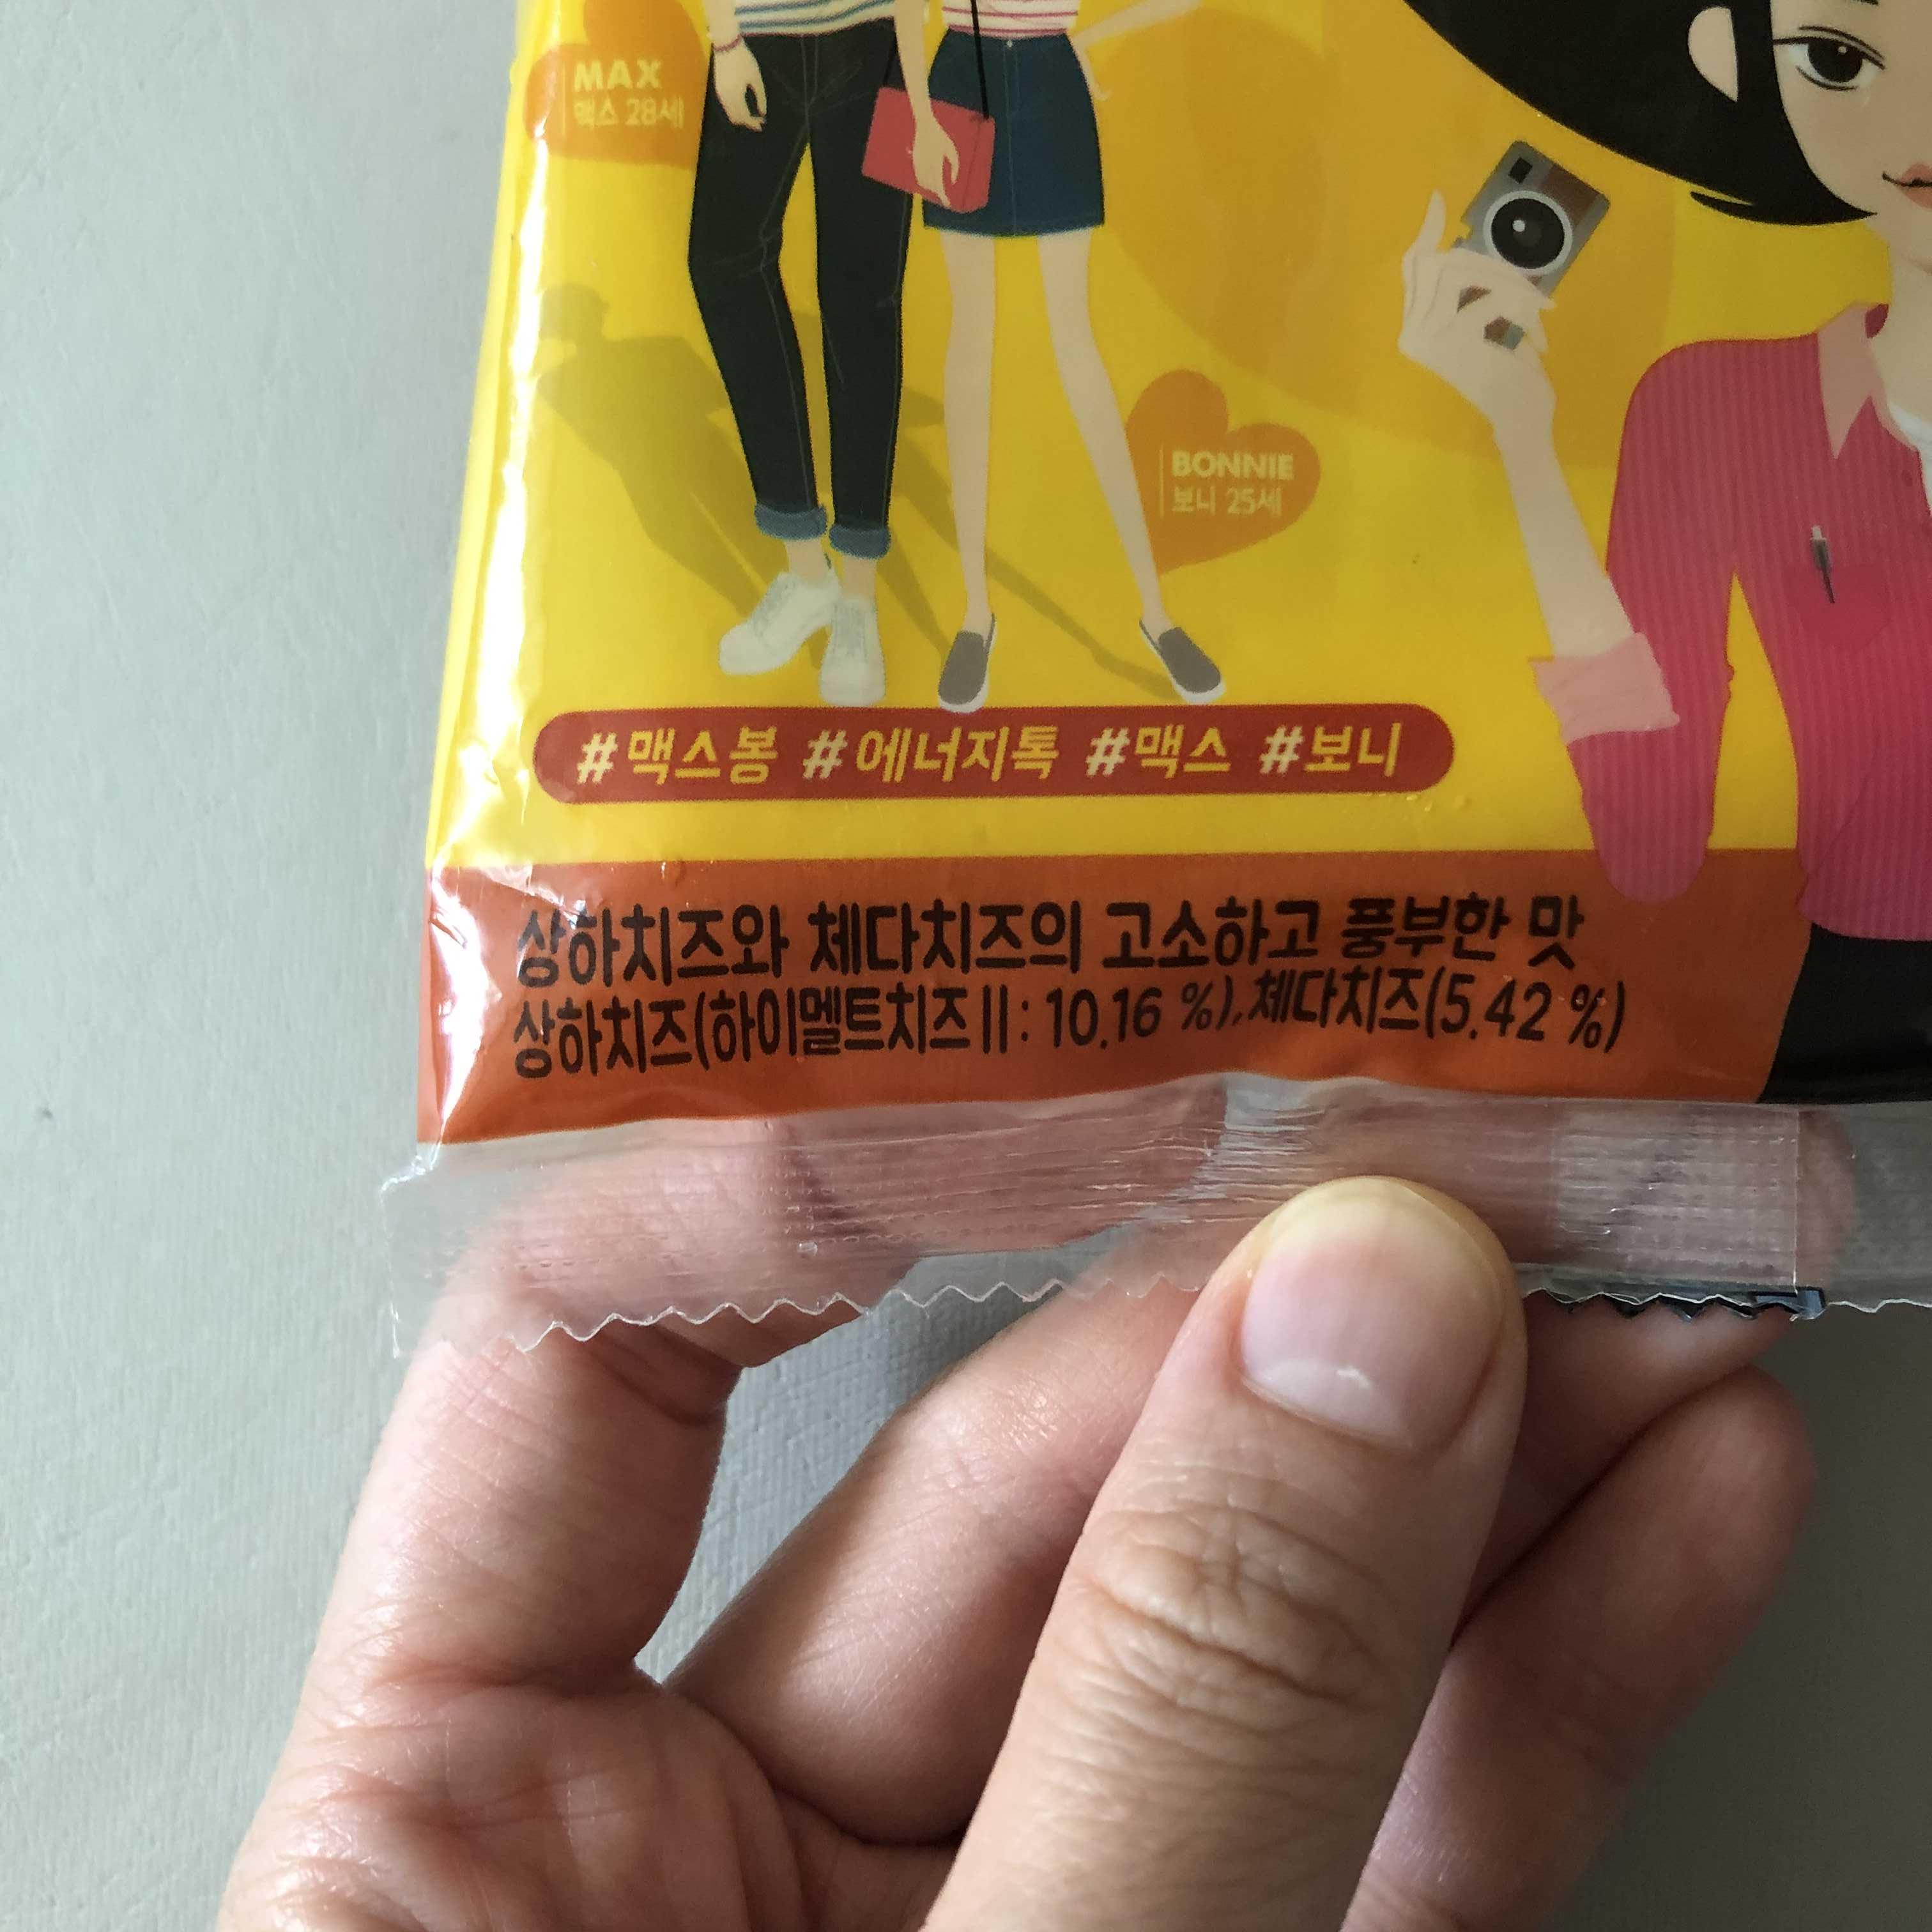 MAX
맥스 28세
BONNIE
보니 25세
#맥스봉 #에너지톡 #맥스 #보니
상하치즈와 체다치즈의 고소하고 풍부한 맛
상하치즈(하이멜트치즈II: 10.16 %),체다치즈(5.42 %)